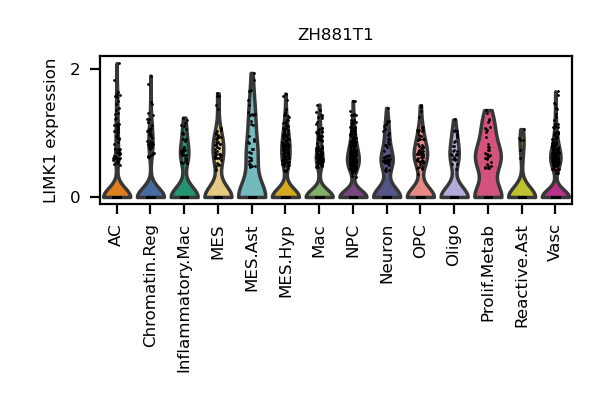 ZH881T1
LIMK1 expression
2
0
AC
Chromatin.Reg
Inflammatory.Mac
MES
MES.Ast
MES.Hyp
Mac
NPC
Neuron
OPC
Oligo
Prolif.Metab
Reactive.Ast
Vasc